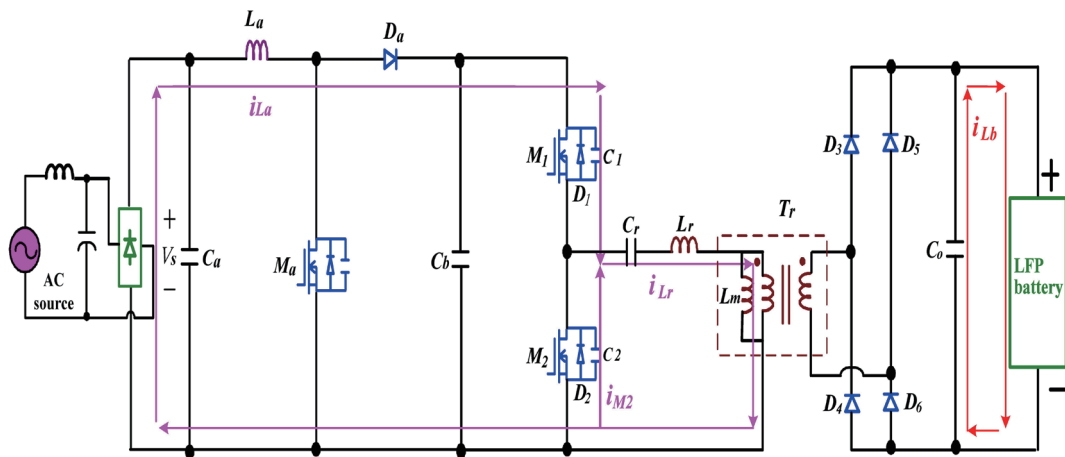 La
Da
iLa
M1
C1
D1
D3
D5
iLb
+
AC
source
+
Vs
−
Ca
Ma
Cb
Cr
Lr
Tr
iLr
Lm
Co
LFP
battery
M2
C2
D2
iM2
D4
D6
−